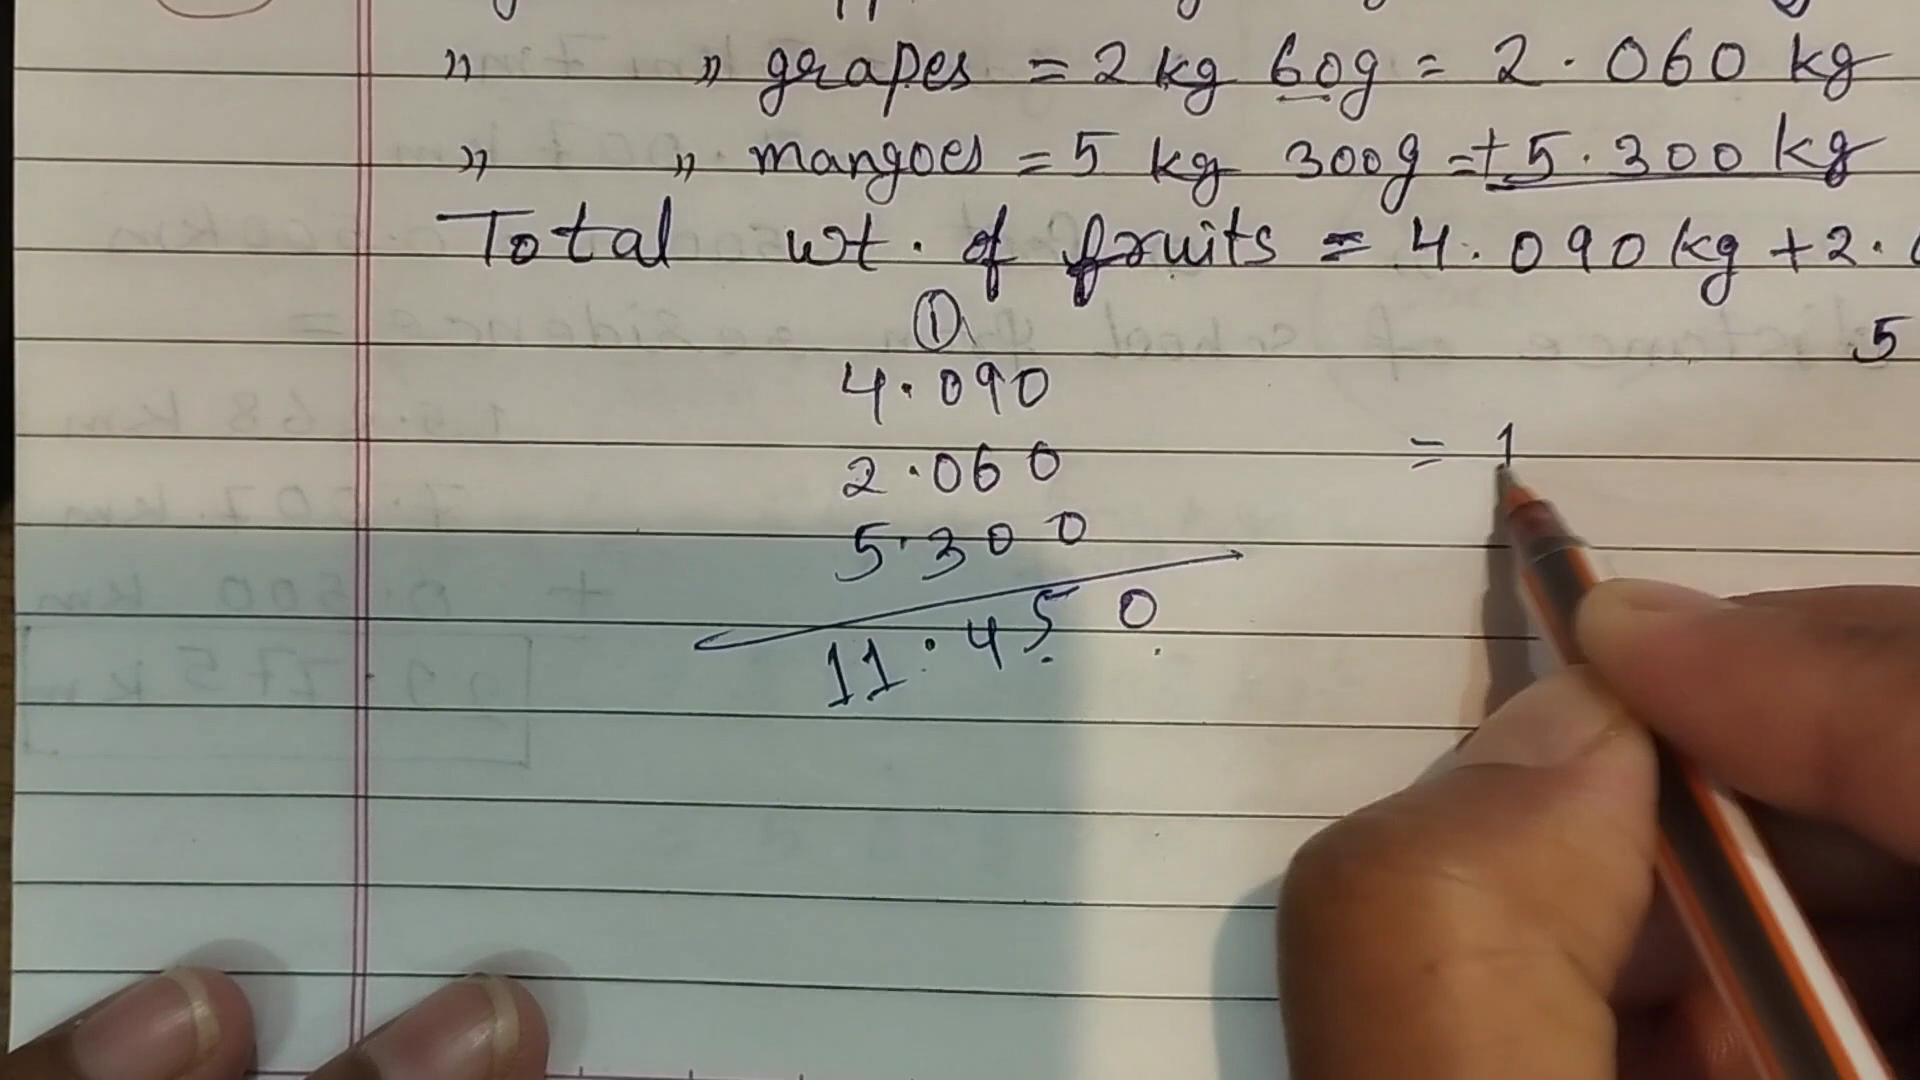 " " grapes = 2 kg 60g = 2.060 kg
" " mangoes = 5 kg 300g = +5.300 kg
Total wt. of fruits = 4.090 kg + 2.
5
1
4.090
2.060
= 1
5.300
11.450